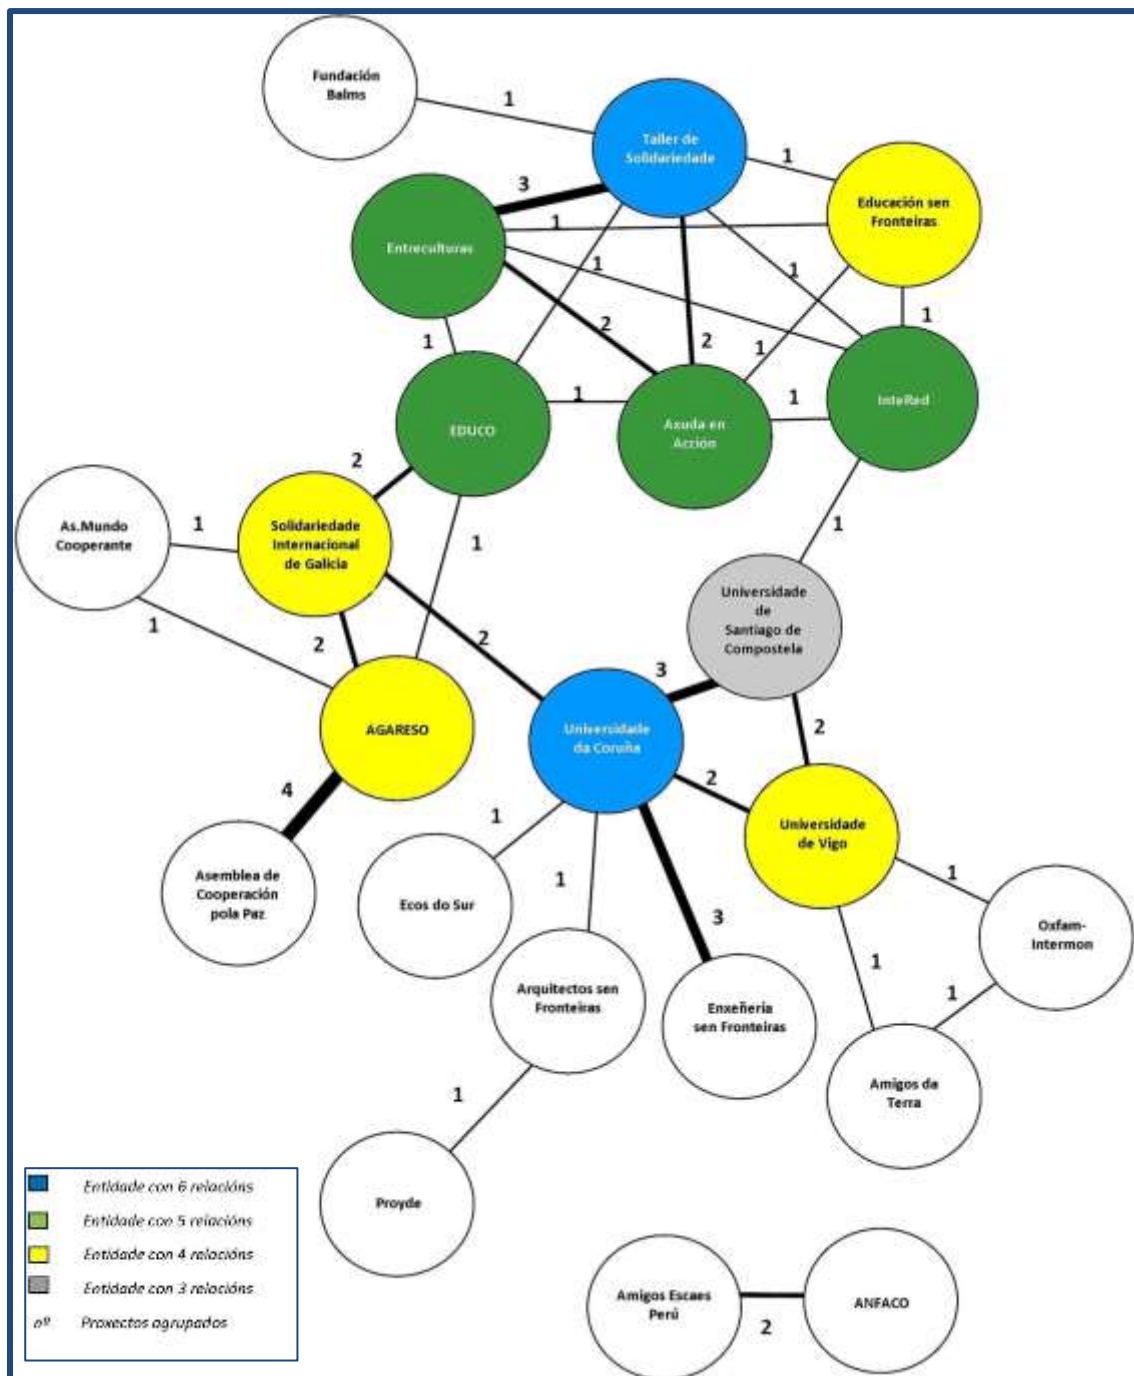 Fundación
Balms
1
Taller de
Solidariedade
1
Educación sen
Fronteiras
3
1
Entreculturas
1
1
2
2
1
1
1
1
1
EDUCO
Axuda en
Acción
InteRed
2
As.Mundo
Cooperante
1
Solidariedade
Internacional
de Galicia
1
1
Universidade
de
Santiago de
Compostela
1
2
2
3
AGARESO
Universidade
da Coruña
2
4
2
1
Universidade
de Vigo
Asemblea de
Cooperación
pola Paz
Ecos do Sur
1
1
3
Oxfam-
Intermon
1
1
Arquitectos sen
Fronteiras
Enxeñería
sen Fronteiras
1
Amigos da
Terra
Proyde
Entidade con 6 relacións
Entidade con 5 relacións
Entidade con 4 relacións
Entidade con 3 relacións
nº Proxectos agrupados
Amigos Escaes
Perú
2
ANFACO